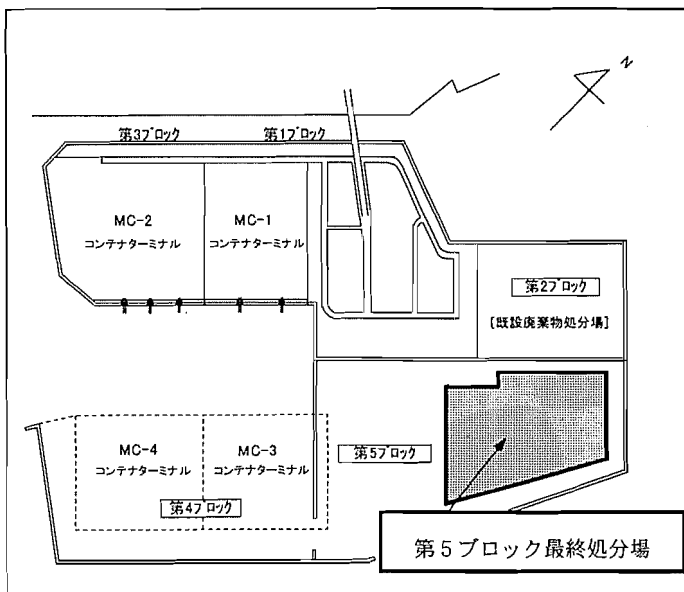 N
第3ブロック
第1ブロック
MC-2
コンテナターミナル
MC-1
コンテナターミナル
第2ブロック
[既設廃棄物処分場]
MC-4
コンテナターミナル
MC-3
コンテナターミナル
第5ブロック
第4ブロック
第5ブロック最終処分場